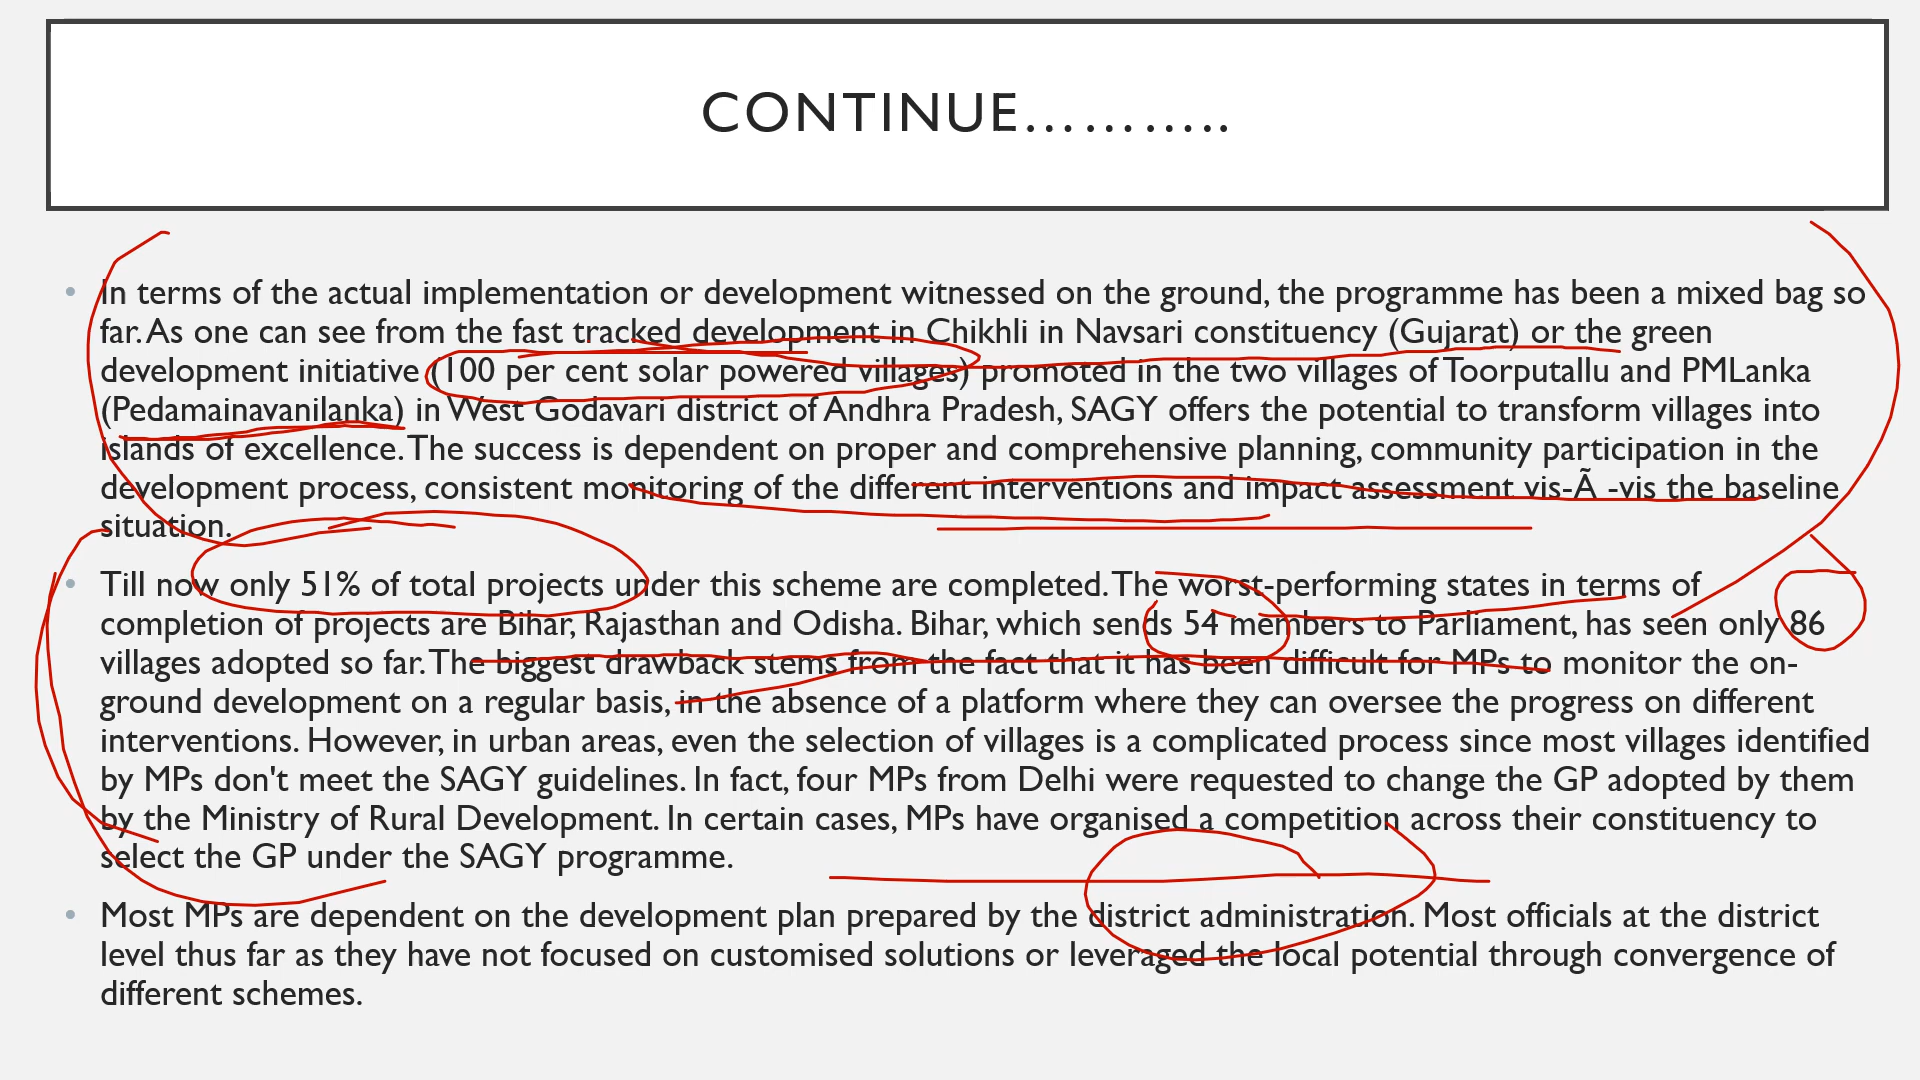 CONTINUE………..
• In terms of the actual implementation or development witnessed on the ground, the programme has been a mixed bag so
far. As one can see from the fast tracked development in Chikhli in Navsari constituency (Gujarat) or the green
development initiative (100 per cent solar powered villages) promoted in the two villages of Toorputallu and PMLanka
(Pedamainavanilanka) in West Godavari district of Andhra Pradesh, SAGY offers the potential to transform villages into
islands of excellence. The success is dependent on proper and comprehensive planning, community participation in the
development process, consistent monitoring of the different interventions and impact assessment vis-Ã -vis the baseline
situation.
• Till now only 51% of total projects under this scheme are completed. The worst-performing states in terms of
completion of projects are Bihar, Rajasthan and Odisha. Bihar, which sends 54 members to Parliament, has seen only 86
villages adopted so far. The biggest drawback stems from the fact that it has been difficult for MPs to monitor the on-
ground development on a regular basis, in the absence of a platform where they can oversee the progress on different
interventions. However, in urban areas, even the selection of villages is a complicated process since most villages identified
by MPs don't meet the SAGY guidelines. In fact, four MPs from Delhi were requested to change the GP adopted by them
by the Ministry of Rural Development. In certain cases, MPs have organised a competition across their constituency to
select the GP under the SAGY programme.
• Most MPs are dependent on the development plan prepared by the district administration. Most officials at the district
level thus far as they have not focused on customised solutions or leveraged the local potential through convergence of
different schemes.